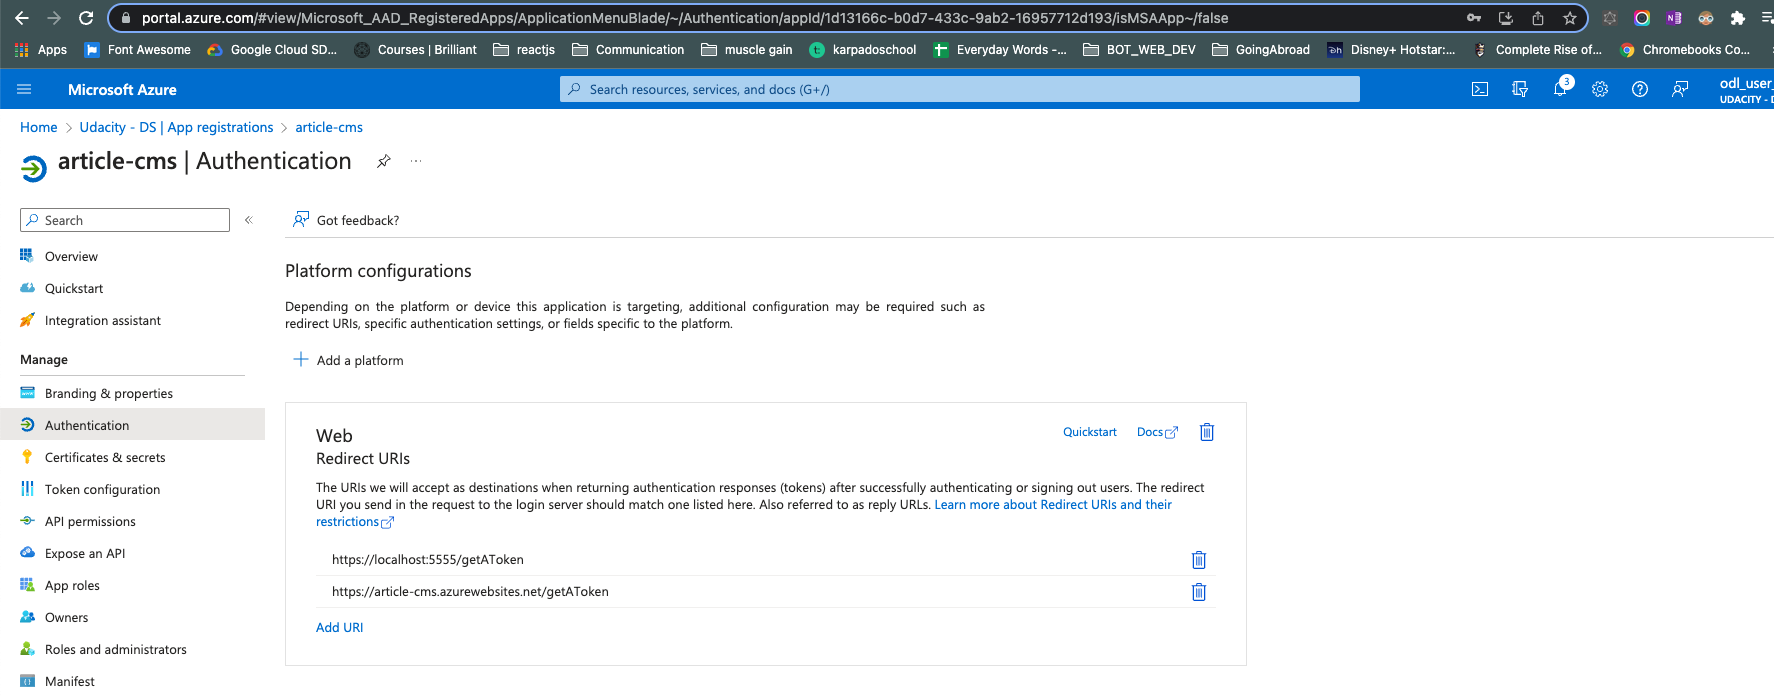 portal.azure.com/#view/Microsoft_AAD_RegisteredApps/ApplicationMenuBlade/~/Authentication/appId/1d13166c-b0d7-433c-9ab2-16957712d193/isMSAApp~/false
Apps Font Awesome Google Cloud SD... Courses | Brilliant reactjs Communication muscle gain karpadoschool Everyday Words -... BOT_WEB_DEV GoingAbroad Disney+ Hotstar:... Complete Rise of... Chromebooks Co...
Microsoft Azure
Search resources, services, and docs (G+/)
3
odl_user_
UDACITY - D
Home > Udacity - DS | App registrations > article-cms
article-cms | Authentication ...
Search
«
Got feedback?
Overview
Quickstart
Integration assistant
Manage
Branding & properties
Authentication
Certificates & secrets
Token configuration
API permissions
Expose an API
App roles
Owners
Roles and administrators
Manifest
Platform configurations
Depending on the platform or device this application is targeting, additional configuration may be required such as
redirect URIs, specific authentication settings, or fields specific to the platform.
Add a platform
Web
Quickstart Docs
Redirect URIs
The URIs we will accept as destinations when returning authentication responses (tokens) after successfully authenticating or signing out users. The redirect
URI you send in the request to the login server should match one listed here. Also referred to as reply URLs. Learn more about Redirect URIs and their
restrictions
https://localhost:5555/getAToken
https://article-cms.azurewebsites.net/getAToken
Add URI